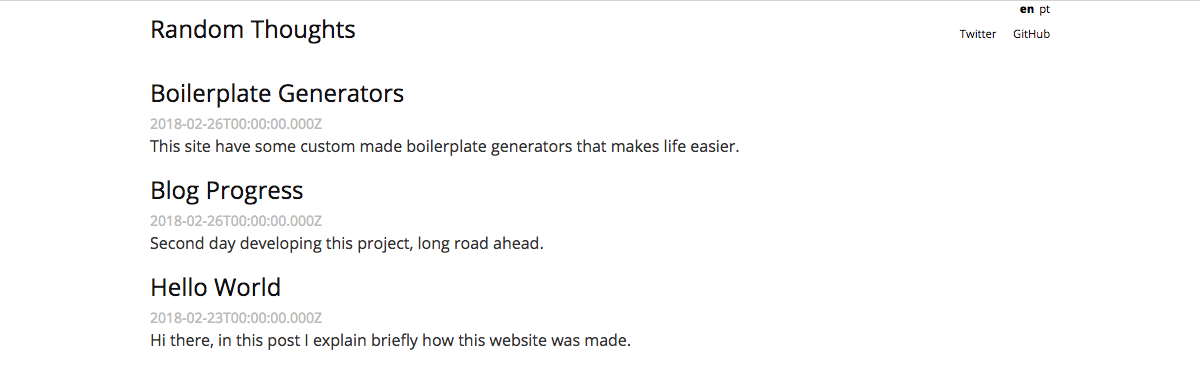 en pt
Random Thoughts
Twitter GitHub
Boilerplate Generators
2018-02-26T00:00:00.000Z
This site have some custom made boilerplate generators that makes life easier.
Blog Progress
2018-02-26T00:00:00.000Z
Second day developing this project, long road ahead.
Hello World
2018-02-23T00:00:00.000Z
Hi there, in this post I explain briefly how this website was made.